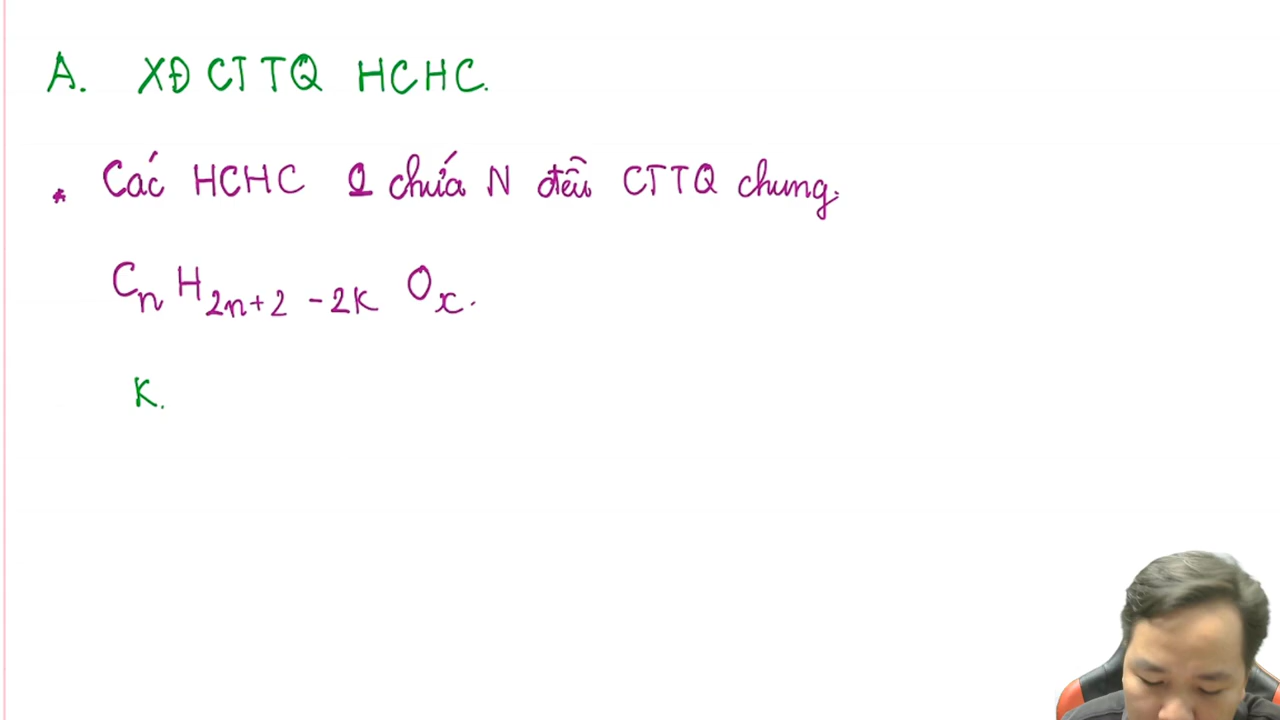 A. XĐ CTTQ HCHC.
* Các HCHC chứa N đều CTTQ chung.
CnH2n+2-2K Ox.
K.